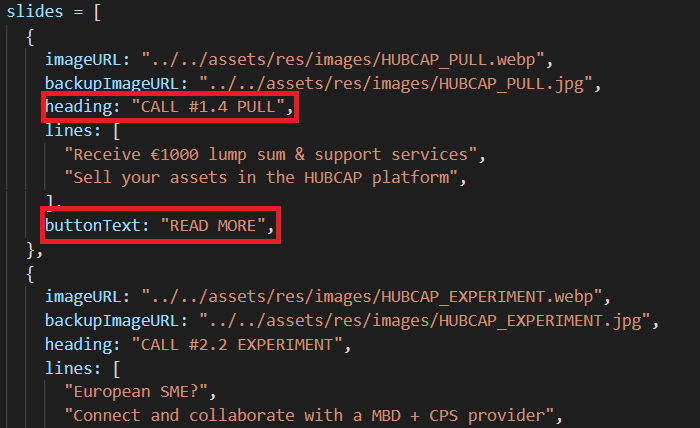 slides = [
{
imageURL: "../../assets/res/images/HUBCAP_PULL.webp",
backupImageURL: "../../assets/res/images/HUBCAP_PULL.jpg",
heading: "CALL #1.4 PULL",
lines: [
"Receive €1000 lump sum & support services",
"Sell your assets in the HUBCAP platform",
],
buttonText: "READ MORE",
},
{
imageURL: "../../assets/res/images/HUBCAP_EXPERIMENT.webp",
backupImageURL: "../../assets/res/images/HUBCAP_EXPERIMENT.jpg",
heading: "CALL #2.2 EXPERIMENT",
lines: [
"European SME?",
"Connect and collaborate with a MBD + CPS provider",